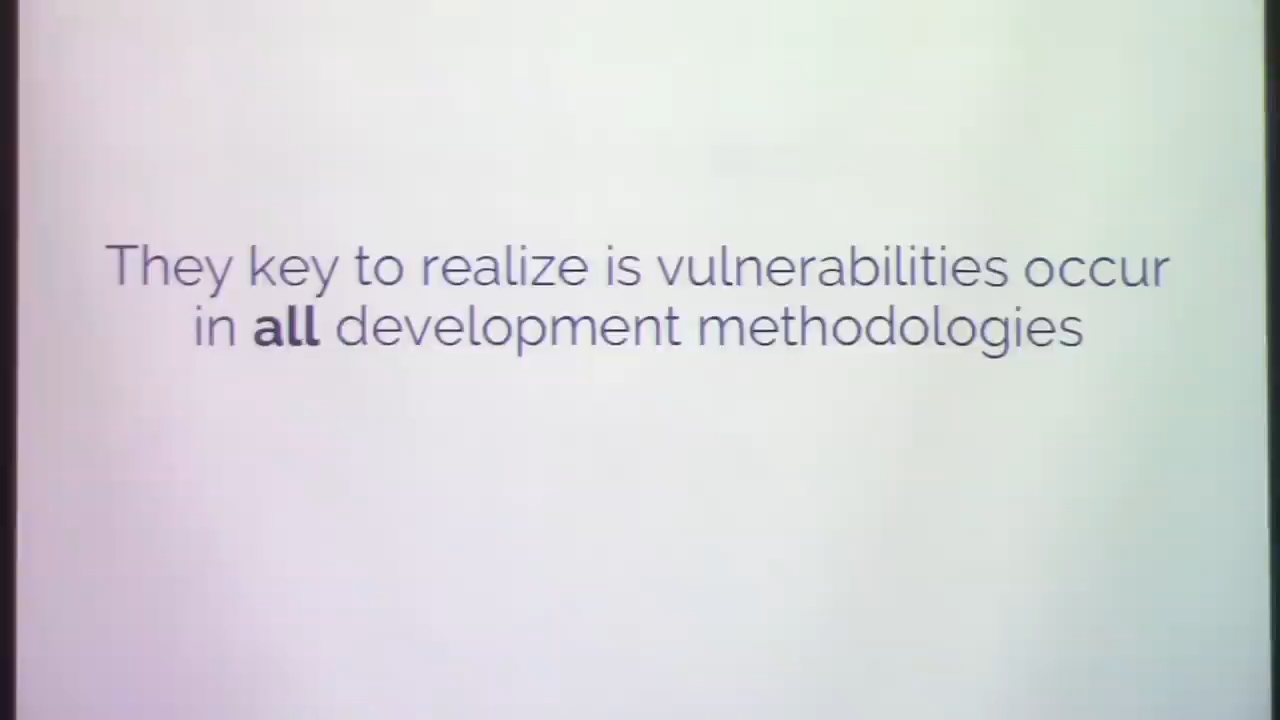 They key to realize is vulnerabilities occur
in all development methodologies